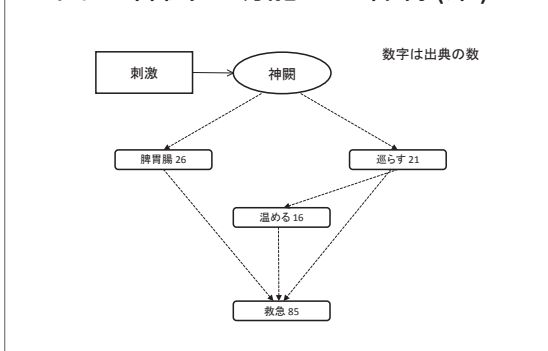 数字は出典の数
刺激
神闕
脾胃腸 26
巡らす 21
温める 16
救急 85